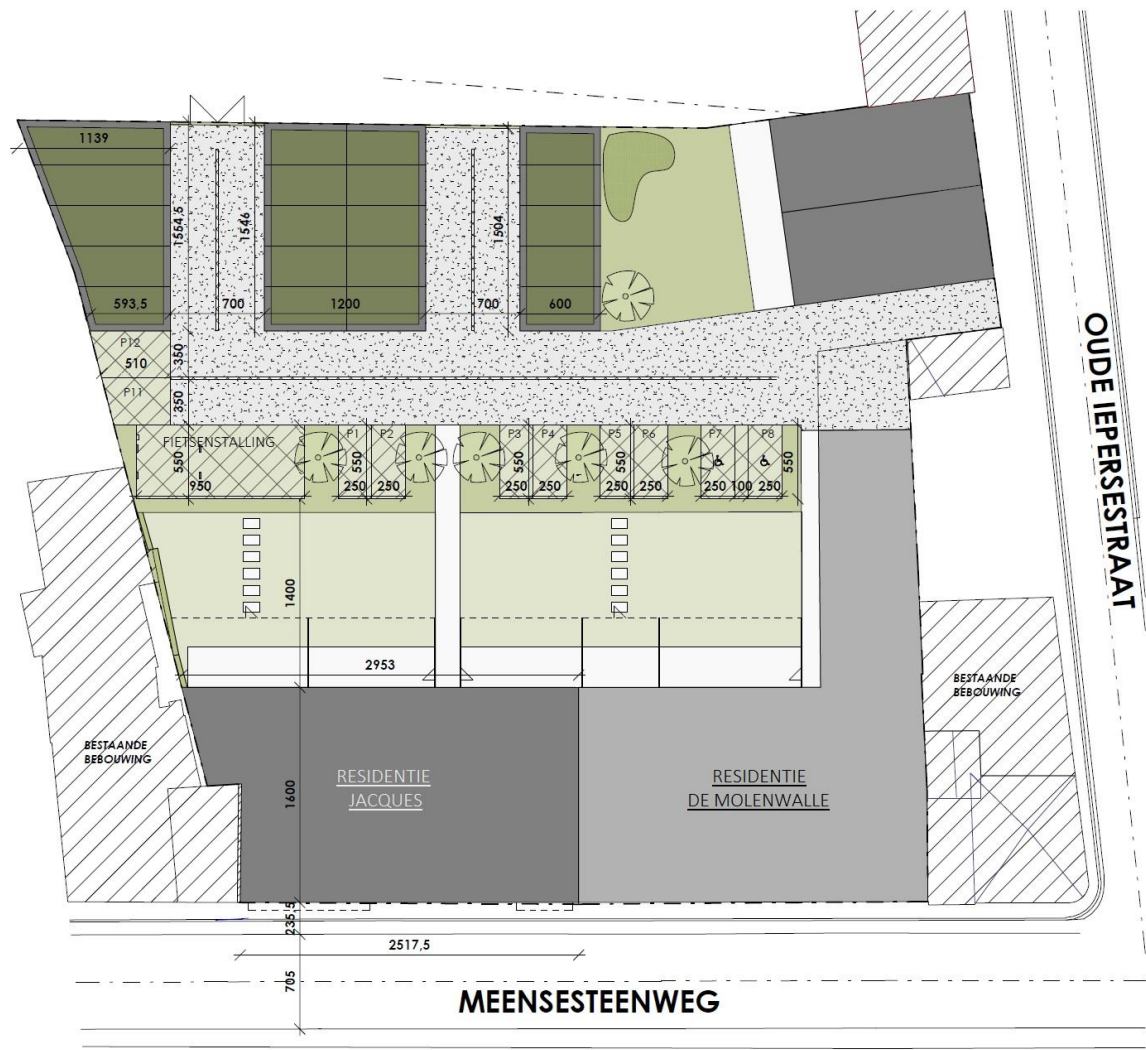 1139
1554,5
1546
1504
593,5
700
1200
700
600
P12
510
350
P11
350
OUDE IEPERSESTRAAT
FIETSENSTALLING
550
950
P1
P2
550
250
250
P3
P4
550
250
250
P5
P6
550
250
250
P7
P8
550
250
100
250
1400
2953
BESTAANDE
BEBOUWING
BESTAANDE
BEBOUWING
RESIDENTIE
JACQUES
RESIDENTIE
DE MOLENWALLE
1600
235,5
2517,5
705
MEENSESTEENWEG